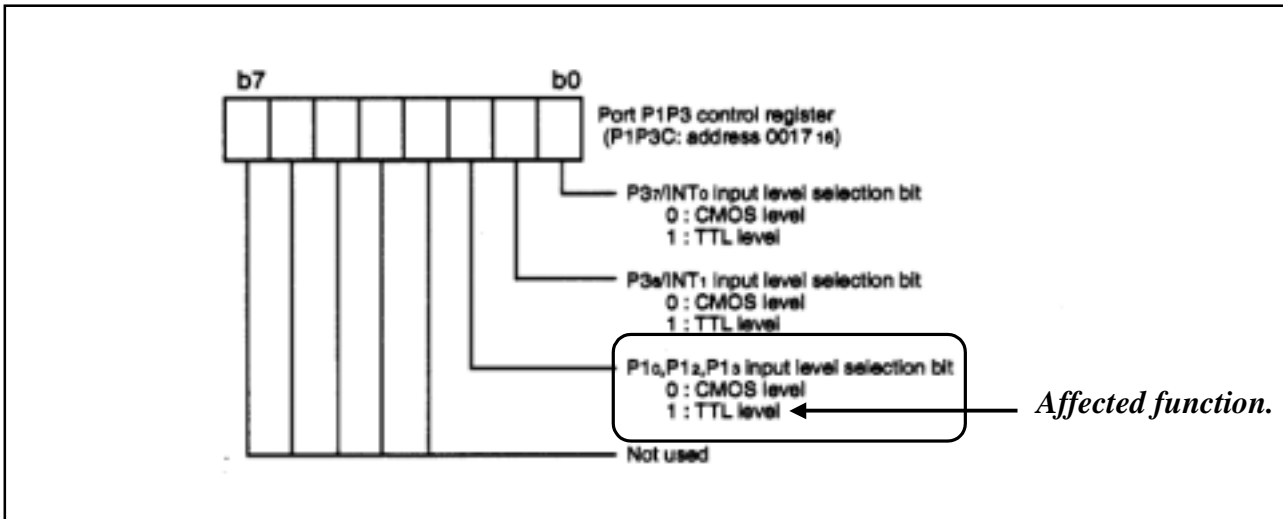 b7 b0
Port P1P3 control register
(P1P3C: address 0017 16)
P37/INT0 input level selection bit
0 : CMOS level
1 : TTL level
P36/INT1 input level selection bit
0 : CMOS level
1 : TTL level
P10,P12,P13 input level selection bit
0 : CMOS level
1 : TTL level
Affected function.
Not used